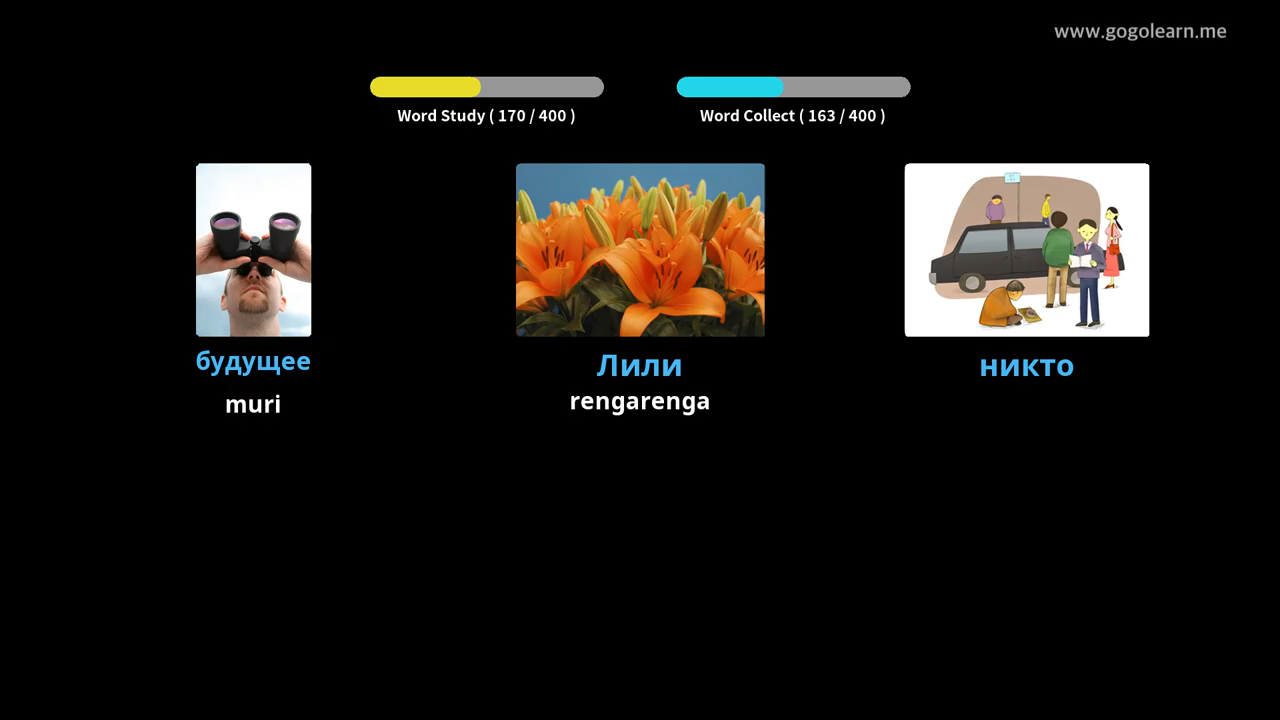 www.gogolearn.me
Word Study ( 170 / 400 )
Word Collect ( 163 / 400 )
будущее
muri
Лили
rengarenga
никто